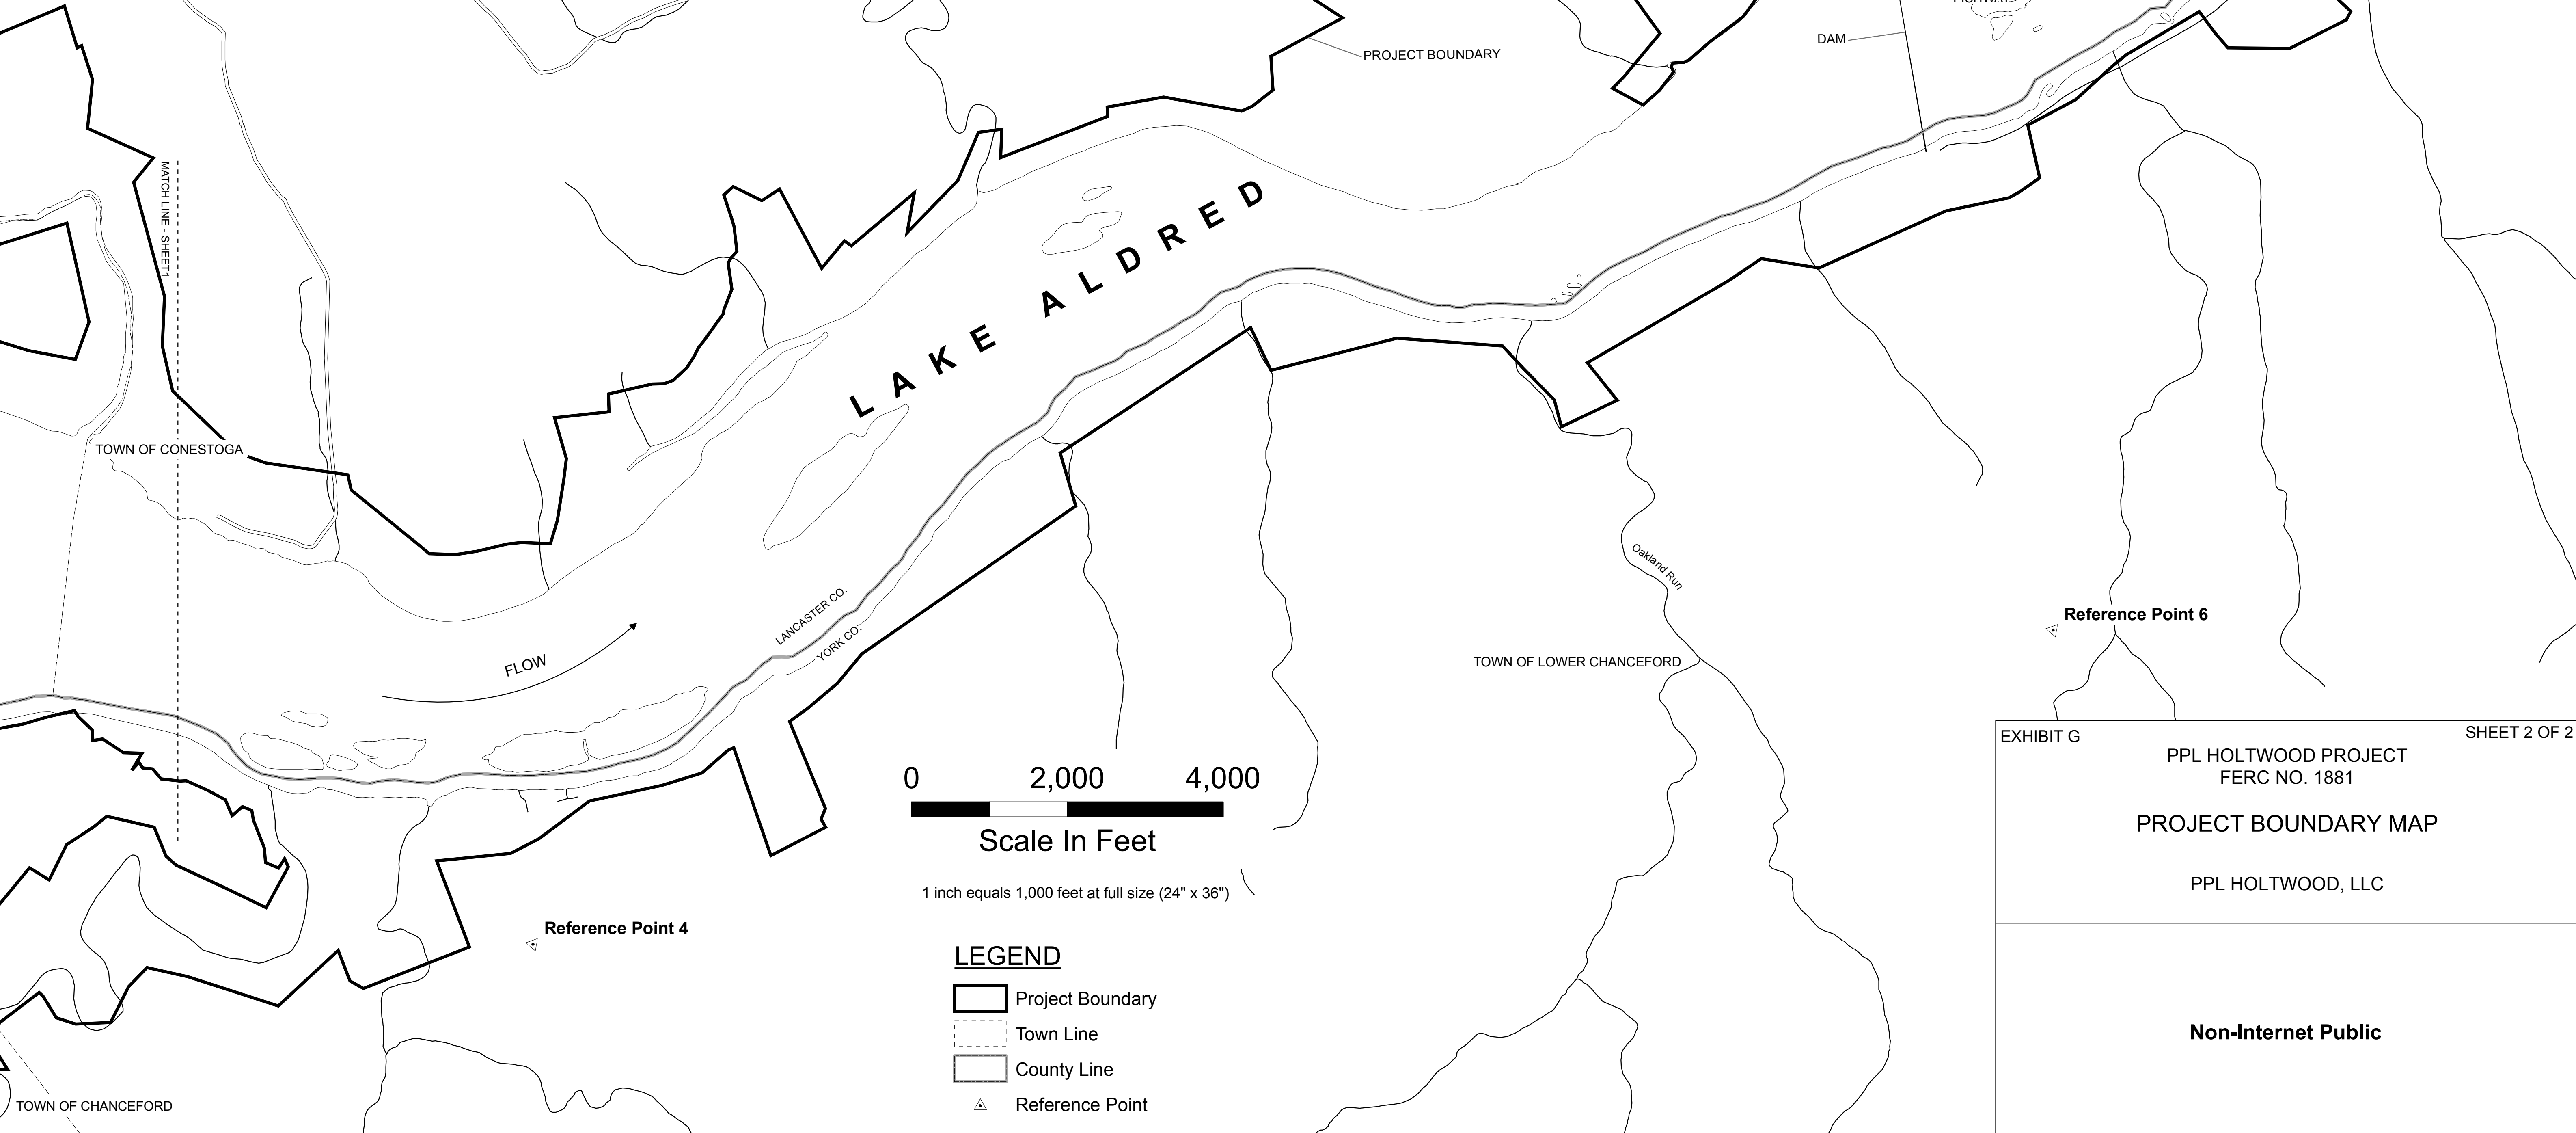 PROJECT BOUNDARY
DAM
MATCH LINE - SHEET1
LAKE ALDRED
TOWN OF CONESTOGA
Oakland Run
LANCASTER CO.
YORK CO.
FLOW
Reference Point 6
TOWN OF LOWER CHANCEFORD
EXHIBIT G
SHEET 2 OF 2
PPL HOLTWOOD PROJECT
FERC NO. 1881
PROJECT BOUNDARY MAP
PPL HOLTWOOD, LLC
Non-Internet Public
0 2,000 4,000
Scale In Feet
1 inch equals 1,000 feet at full size (24" x 36")
Reference Point 4
LEGEND
Project Boundary
Town Line
County Line
Reference Point
TOWN OF CHANCEFORD